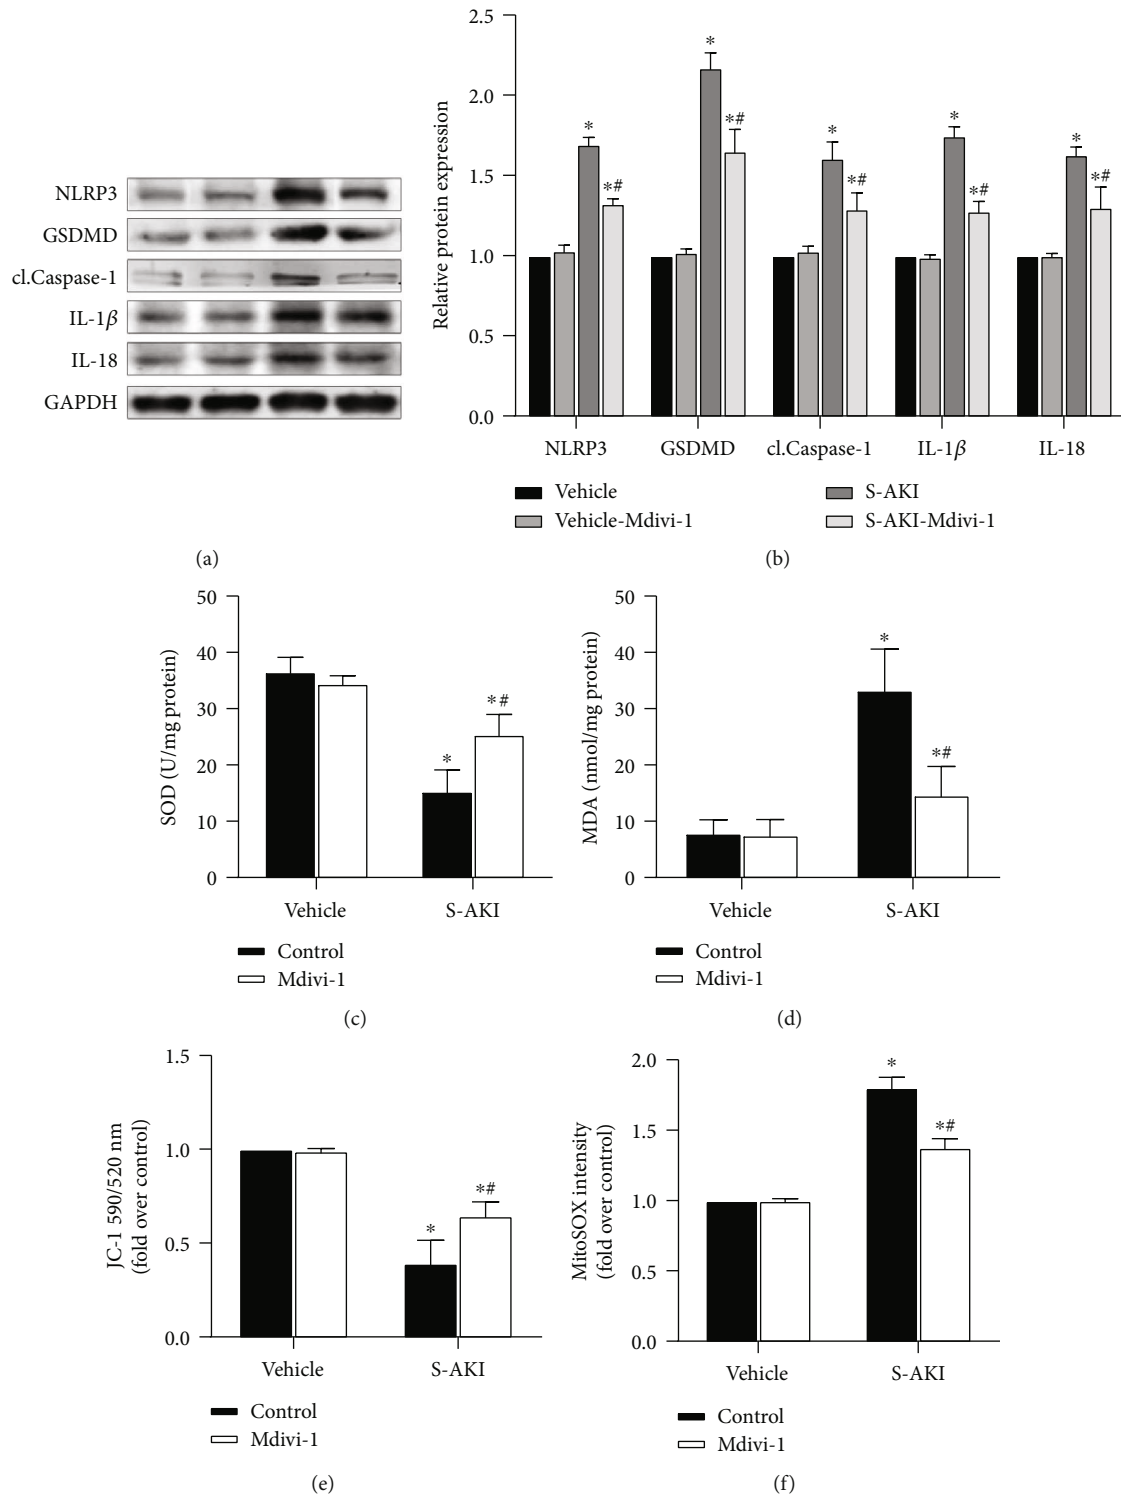 NLRP3
GSDMD
cl.Caspase-1
IL-1β
IL-18
GAPDH
(a)
Relative protein expression
2.5
2.0
1.5
1.0
0.5
0.0
*
*#
*
*#
*
*#
*
*#
*
*#
NLRP3 GSDMD cl.Caspase-1 IL-1β IL-18
Vehicle S-AKI
Vehicle-Mdivi-1 S-AKI-Mdivi-1
(b)
SOD (U/mg protein)
50
40
30
20
10
0
*
*#
Vehicle S-AKI
Control
Mdivi-1
(c)
MDA (nmol/mg protein)
50
40
30
20
10
0
*
*#
Vehicle S-AKI
Control
Mdivi-1
(d)
JC-1 590/520 nm
(fold over control)
1.5
1.0
0.5
0.0
*
*#
Vehicle S-AKI
Control
Mdivi-1
(e)
MitoSOX intensity
(fold over control)
2.0
1.5
1.0
0.5
0.0
*
*#
Vehicle S-AKI
Control
Mdivi-1
(f)